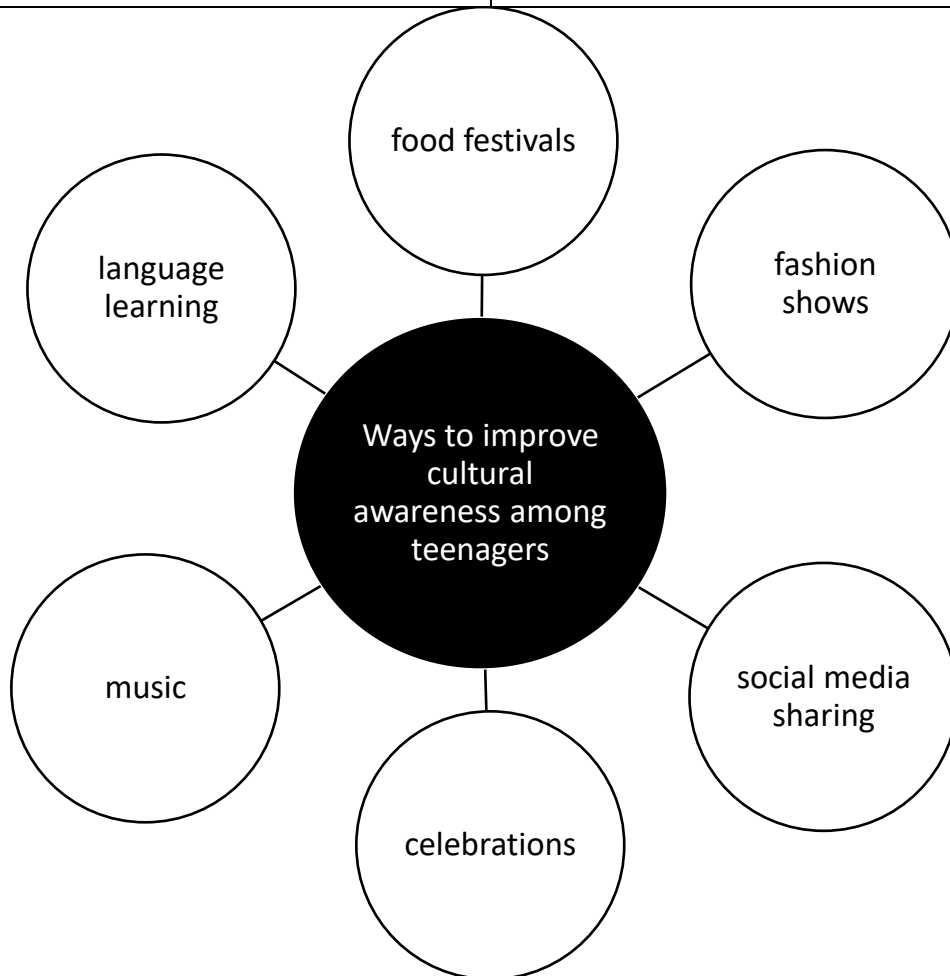 food festivals
language
learning
fashion
shows
Ways to improve
cultural
awareness among
teenagers
music
social media
sharing
celebrations